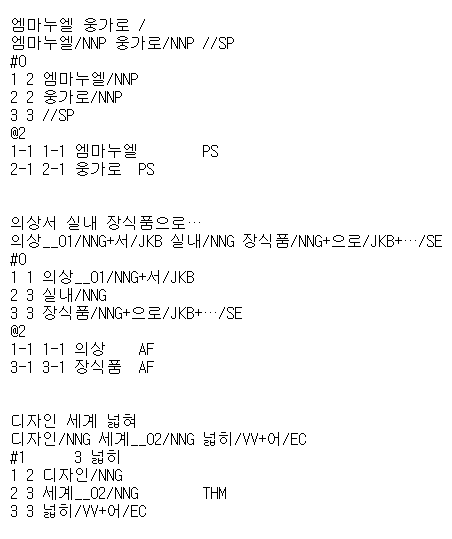 엠마누엘 웅가로 /
엠마누엘/NNP 웅가로/NNP //SP
#0
1 2 엠마누엘/NNP
2 2 웅가로/NNP
3 3 //SP
@2
1-1 1-1 엠마누엘 PS
2-1 2-1 웅가로 PS
의상서 실내 장식품으로…
의상__01/NNG+서/JKB 실내/NNG 장식품/NNG+으로/JKB+…/SE
#0
1 1 의상__01/NNG+서/JKB
2 3 실내/NNG
3 3 장식품/NNG+으로/JKB+…/SE
@2
1-1 1-1 의상 AF
3-1 3-1 장식품 AF
디자인 세계 넓혀
디자인/NNG 세계__02/NNG 넓히/VV+어/EC
#1 3 넓히
1 2 디자인/NNG
2 3 세계__02/NNG THM
3 3 넓히/VV+어/EC